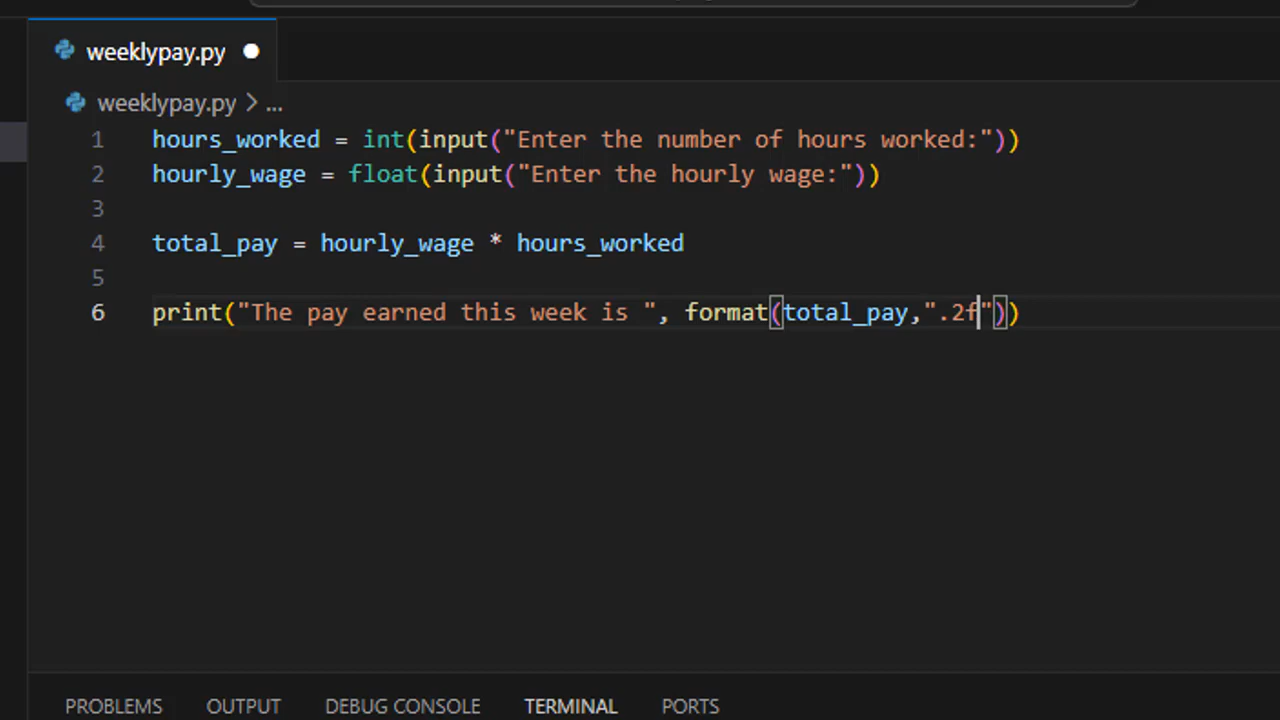 weeklypay.py
weeklypay.py > ...
1 hours_worked = int(input("Enter the number of hours worked:"))
2 hourly_wage = float(input("Enter the hourly wage:"))
3
4 total_pay = hourly_wage * hours_worked
5
6 print("The pay earned this week is ", format(total_pay,".2f"))
PROBLEMS OUTPUT DEBUG CONSOLE TERMINAL PORTS